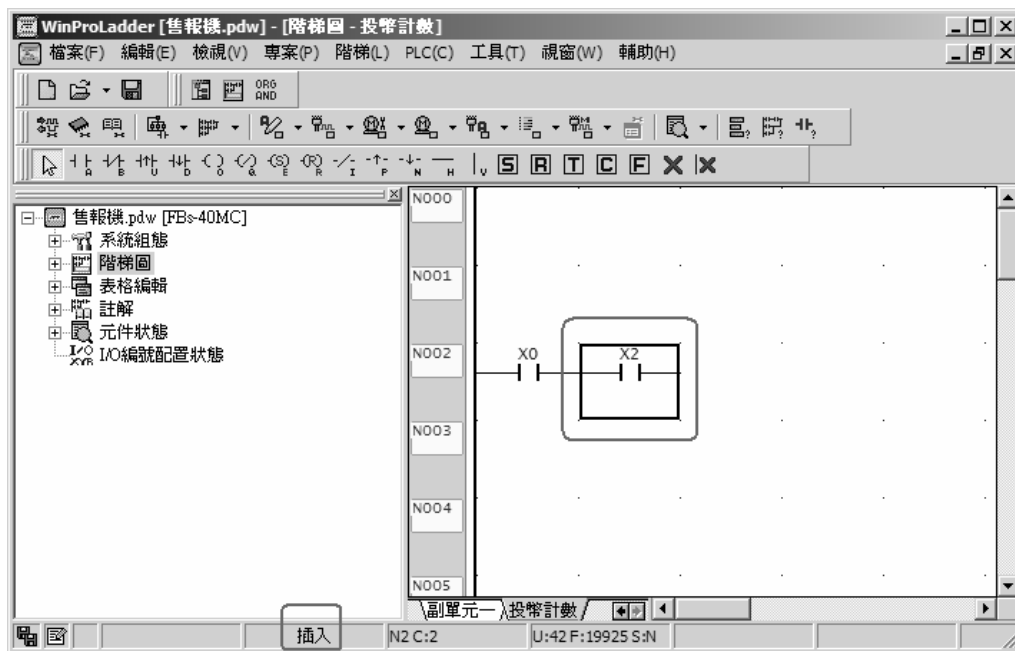 WinProLadder [售報機.pdw] - [階梯圖 - 投幣計數]
檔案(F) 編輯(E) 檢視(V) 專案(P) 階梯(L) PLC(C) 工具(T) 視窗(W) 輔助(H)
ORG
AND
A B U D O Q E R I P N H V S R T C F
售報機.pdw [FBs-40MC]
系統組態
階梯圖
表格編輯
註解
元件狀態
I/O編號配置狀態
N000
N001
N002
X0 X2
N003
N004
N005
副單元一 投幣計數
插入 N2 C:2 U:42 F:19925 S:N